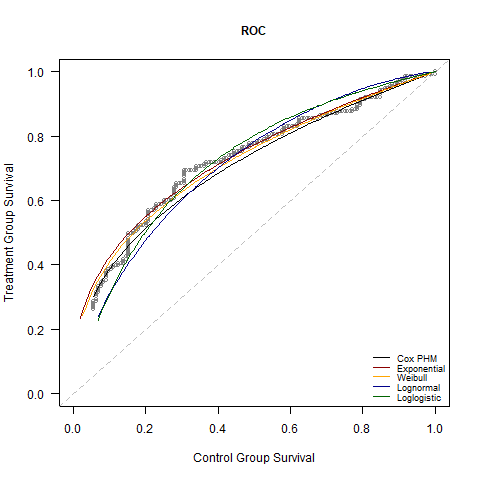 ROC
1.0
0.8
0.6
0.4
0.2
0.0
Treatment Group Survival
Cox PHM
Exponential
Weibull
Lognormal
Loglogistic
0.0 0.2 0.4 0.6 0.8 1.0
Control Group Survival